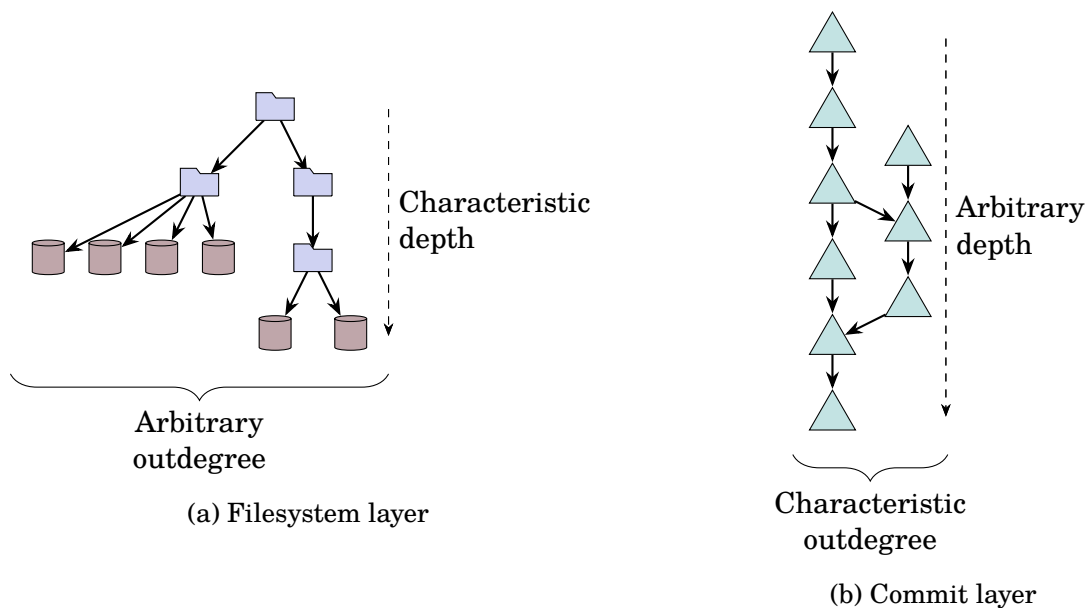 Characteristic
depth
Arbitrary
outdegree
(a) Filesystem layer
Arbitrary
depth
Characteristic
outdegree
(b) Commit layer